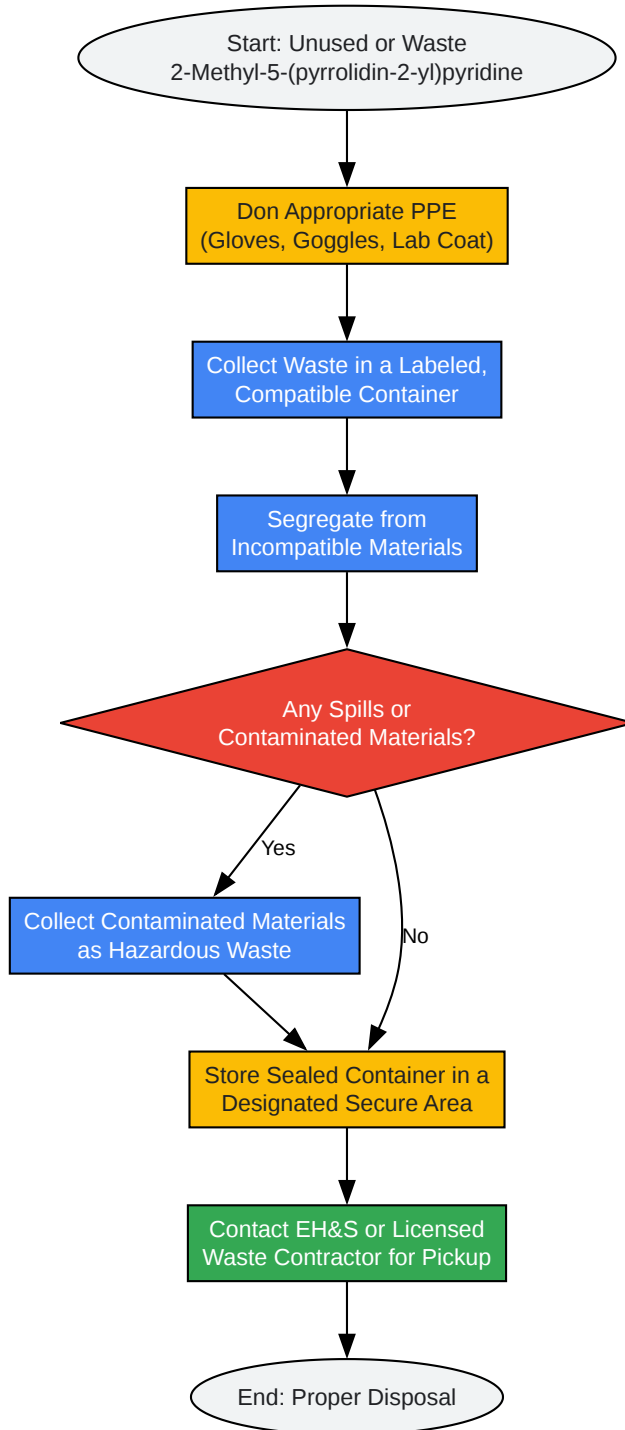 Start: Unused or Waste
2-Methyl-5-(pyrrolidin-2-yl)pyridine
Don Appropriate PPE
(Gloves, Goggles, Lab Coat)
Collect Waste in a Labeled,
Compatible Container
Segregate from
Incompatible Materials
Any Spills or
Contaminated Materials?
Yes
Collect Contaminated Materials
as Hazardous Waste
No
Store Sealed Container in a
Designated Secure Area
Contact EH&S or Licensed
Waste Contractor for Pickup
End: Proper Disposal